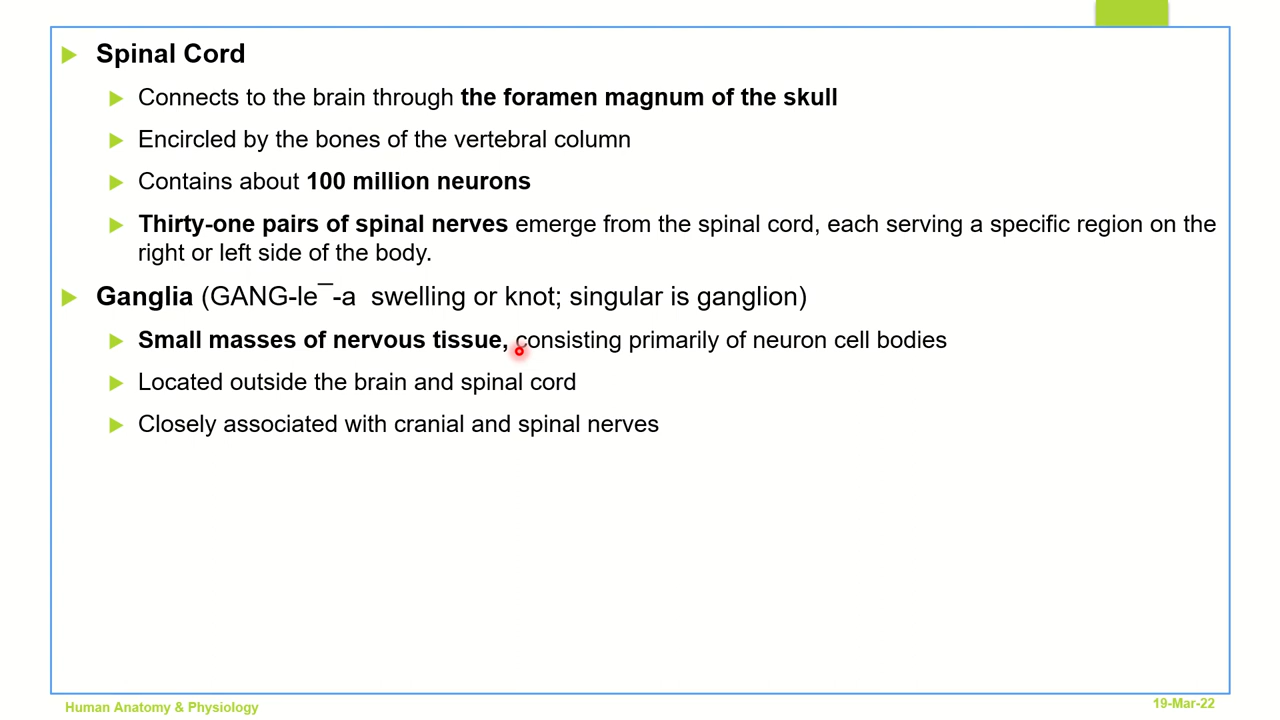 Spinal Cord
Connects to the brain through the foramen magnum of the skull
Encircled by the bones of the vertebral column
Contains about 100 million neurons
Thirty-one pairs of spinal nerves emerge from the spinal cord, each serving a specific region on the
right or left side of the body.
Ganglia (GANG-le¯-a swelling or knot; singular is ganglion)
Small masses of nervous tissue, consisting primarily of neuron cell bodies
Located outside the brain and spinal cord
Closely associated with cranial and spinal nerves
Human Anatomy & Physiology
19-Mar-22